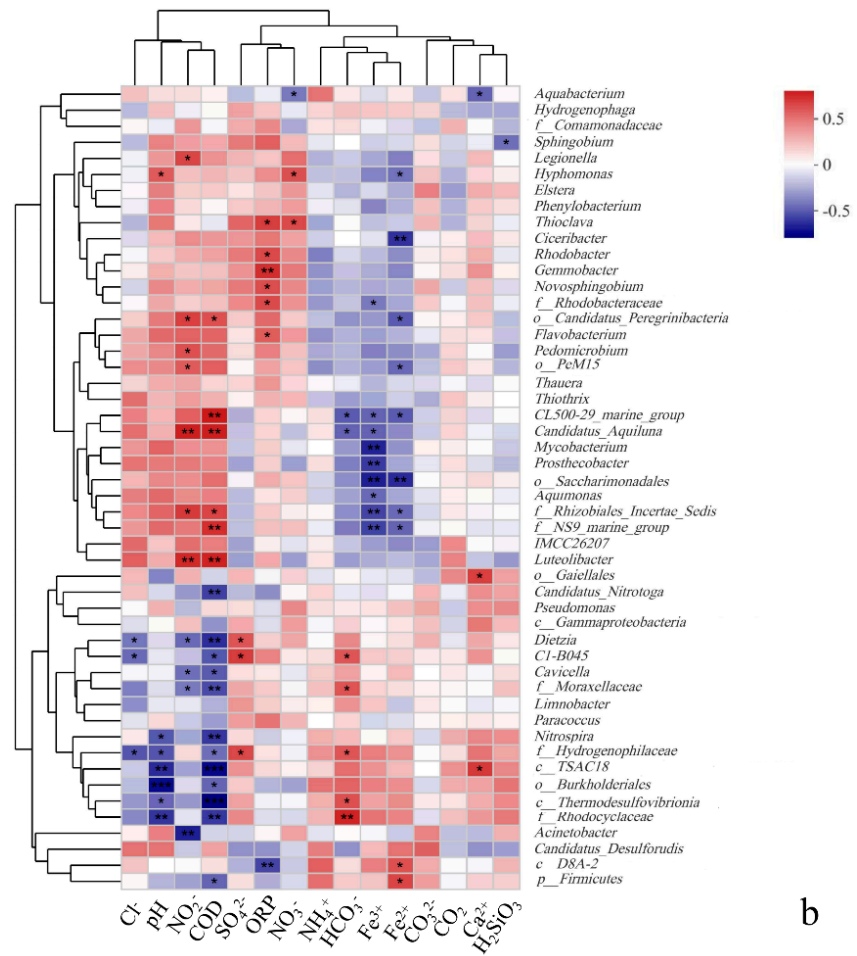 Aquabacterium
Hydrogenophaga
f__Comamonadaceae
Sphingobium
Legionella
Hyphomonas
Elstera
Phenylobacterium
Thioclava
Ciceribacter
Rhodobacter
Gemmobacter
Novosphingobium
f__Rhodobacteraceae
o__Candidatus_Peregrinibacteria
Flavobacterium
Pedomicrobium
o__PeM15
Thauera
Thiothrix
CL500-29_marine_group
Candidatus_Aquiluna
Mycobacterium
Prosthecobacter
o__Saccharimonadales
Aquimonas
f__Rhizobiales_Incertae_Sedis
f__NS9_marine_group
IMCC26207
Luteolibacter
o__Gaiellales
Candidatus_Nitrotoga
Pseudomonas
c__Gammaproteobacteria
Dietzia
C1-B045
Cavicella
f__Moraxellaceae
Limnobacter
Paracoccus
Nitrospira
f__Hydrogenophilaceae
c__TSAC18
o__Burkholderiales
c__Thermodesulfovibrionia
f__Rhodocyclaceae
Acinetobacter
Candidatus_Desulforudis
c D8A-2
p__Firmicutes
0.5
0
-0.5
Cl⁻
pH
NO₂⁻
COD
SO₄²⁻
ORP
NO₃⁻
NH₄⁺
HCO₃⁻
Fe³⁺
Fe²⁺
CO₃²⁻
CO₂
Ca²⁺
H₂SiO₃
b